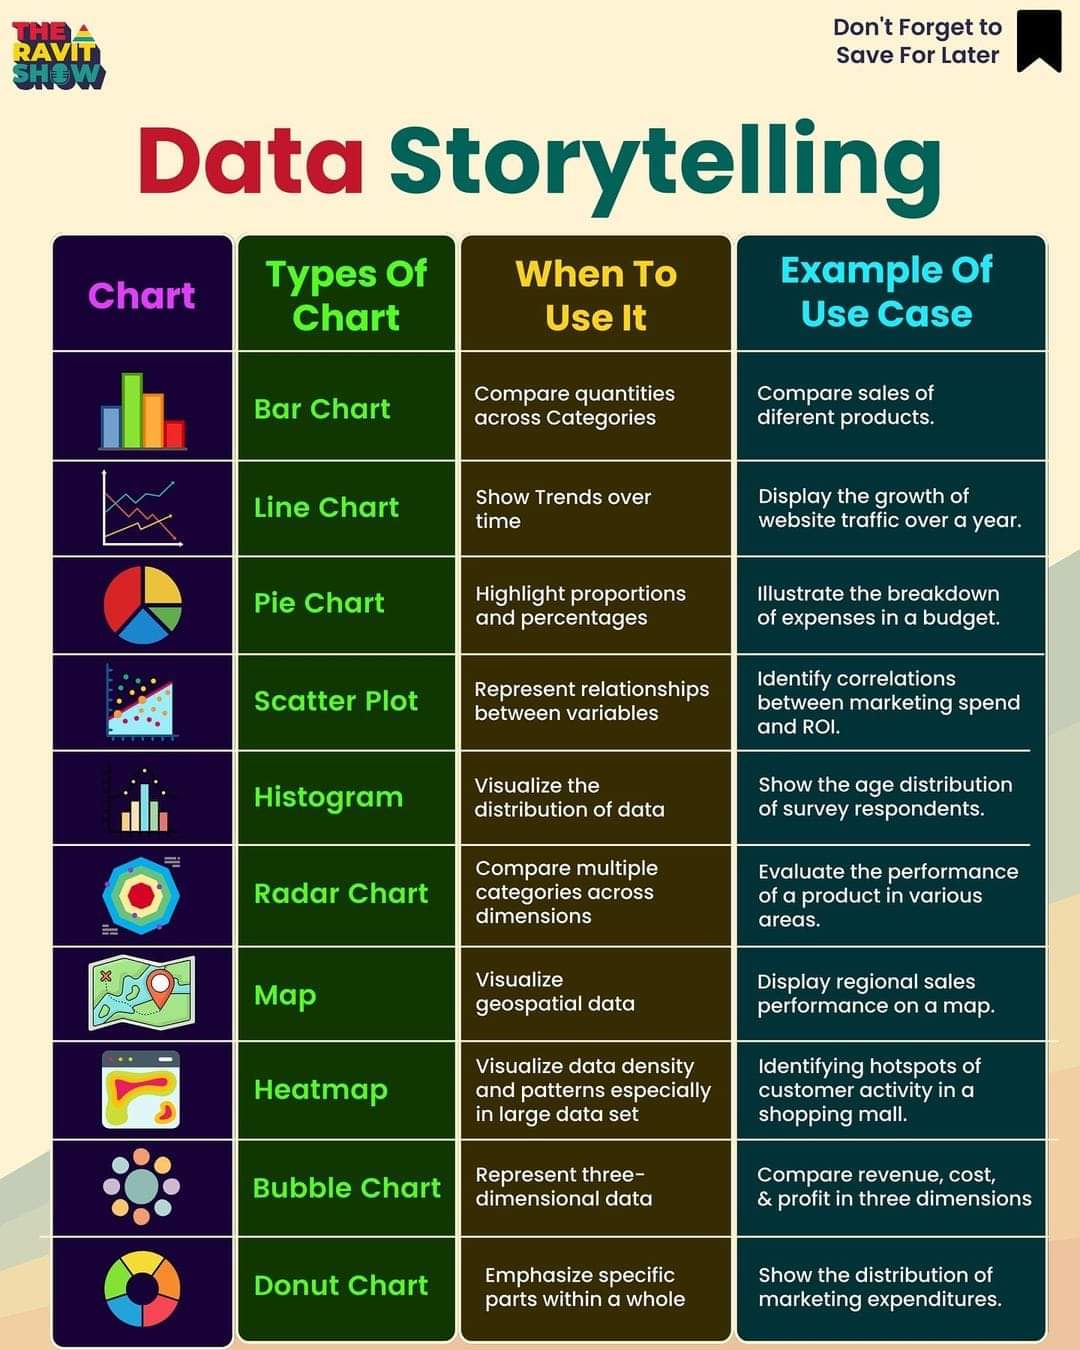 THE
RAVIT
SHOW
Don't Forget to
Save For Later
Data Storytelling
Chart
Types Of
Chart
When To
Use It
Example Of
Use Case
Bar Chart
Compare quantities
across Categories
Compare sales of
diferent products.
Line Chart
Show Trends over
time
Display the growth of
website traffic over a year.
Pie Chart
Highlight proportions
and percentages
Illustrate the breakdown
of expenses in a budget.
Scatter Plot
Represent relationships
between variables
Identify correlations
between marketing spend
and ROI.
Histogram
Visualize the
distribution of data
Show the age distribution
of survey respondents.
Radar Chart
Compare multiple
categories across
dimensions
Evaluate the performance
of a product in various
areas.
Map
Visualize
geospatial data
Display regional sales
performance on a map.
Heatmap
Visualize data density
and patterns especially
in large data set
Identifying hotspots of
customer activity in a
shopping mall.
Bubble Chart
Represent three-
dimensional data
Compare revenue, cost,
& profit in three dimensions
Donut Chart
Emphasize specific
parts within a whole
Show the distribution of
marketing expenditures.